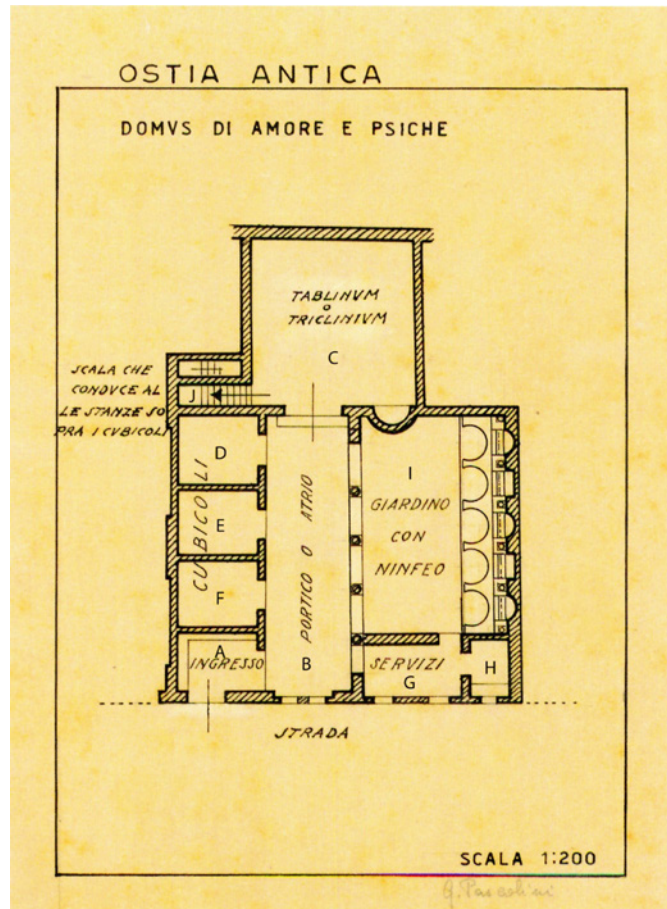 OSTIA ANTICA
DOMVS DI AMORE E PSICHE
TABLINVM
O
TRICLINIVM
C
SCALA CHE
CONDVCE AL
LE STANZE SO
PRA I CVBICOLI
J
D
E
F
CUBICOLI
PORTICO O ATRIO
B
I
GIARDINO
CON
NINFEO
A
INGRESSO
SERVIZI
G
H
STRADA
SCALA 1:200